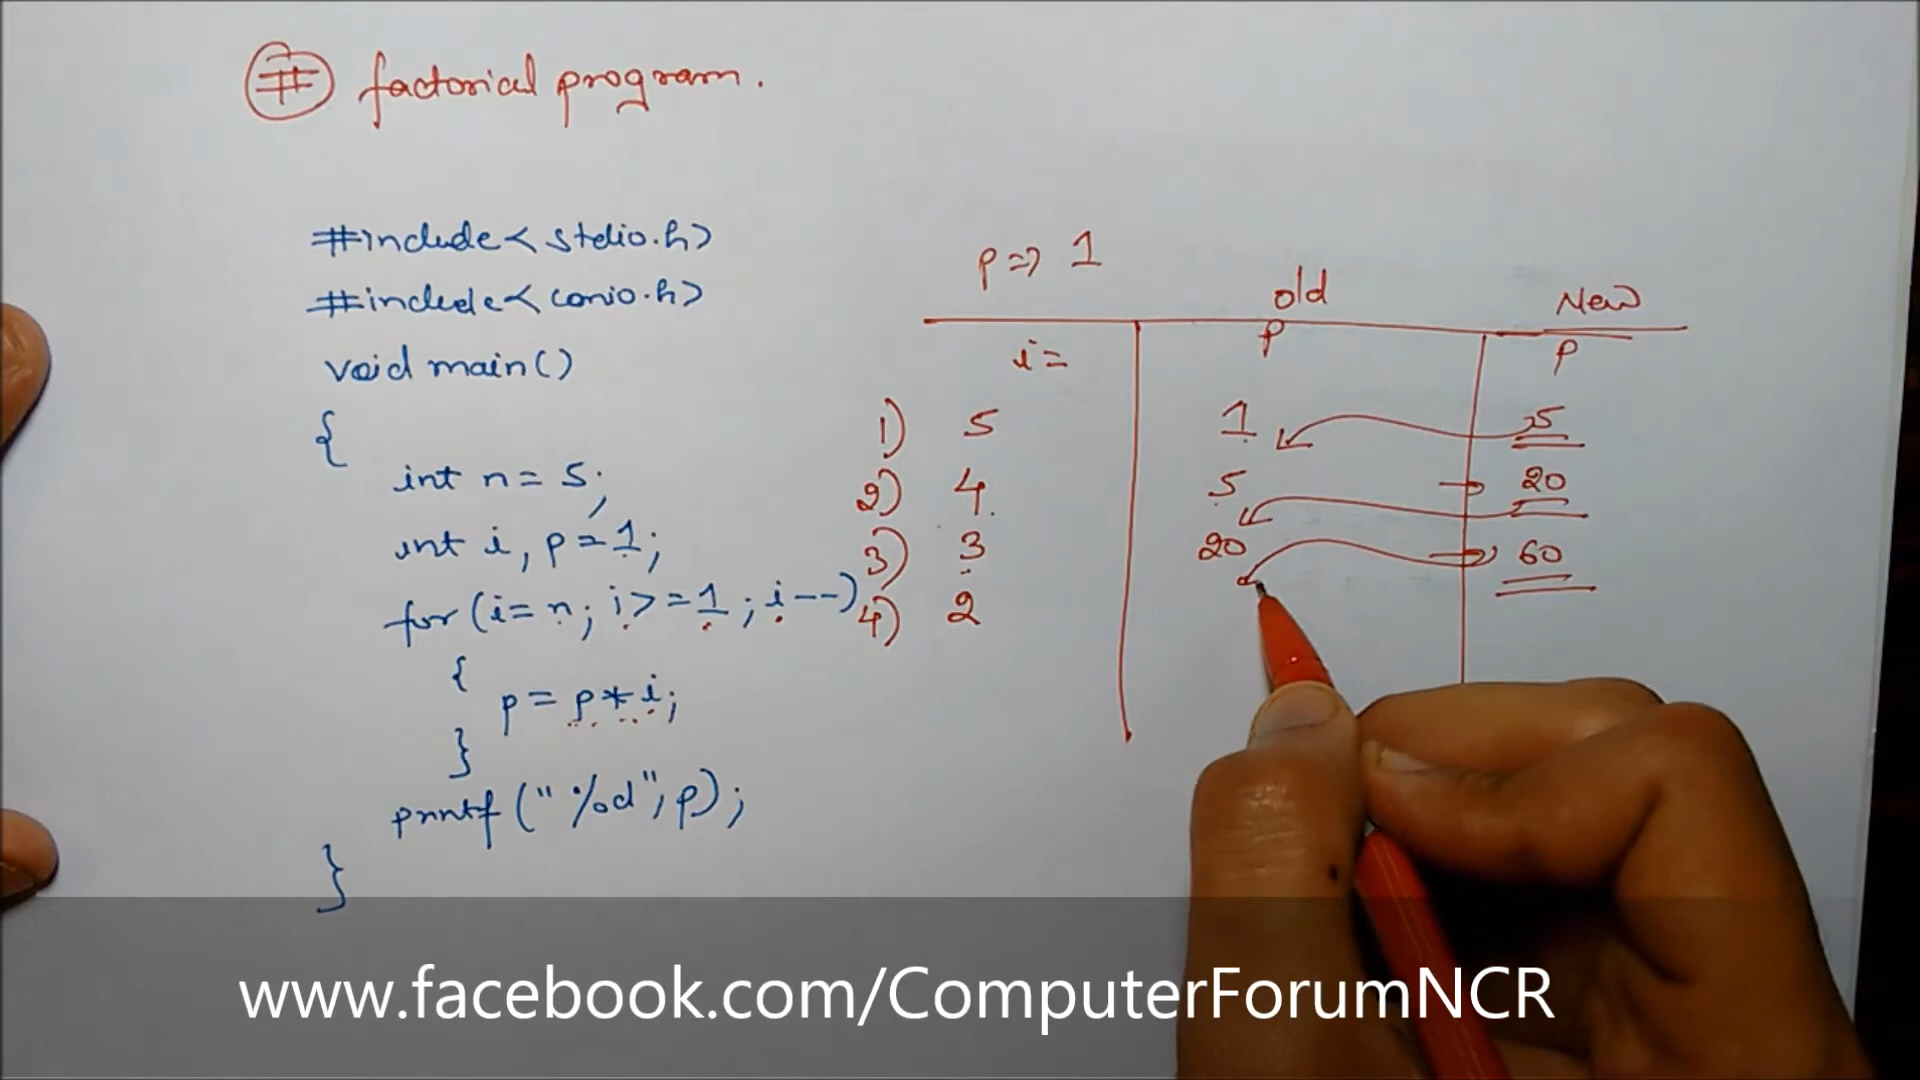 # factorial program.
#include<stdio.h>
#include<conio.h>
void main()
{
int n=5;
int i, p=1;
for(i=n; i>=1; i--)
{
p=p*i;
}
printf("%d",p);
}
p=> 1
i= old P New P
1) 5 1 5
2) 4 5 20
3) 3 20 60
4) 2
www.facebook.com/ComputerForumNCR